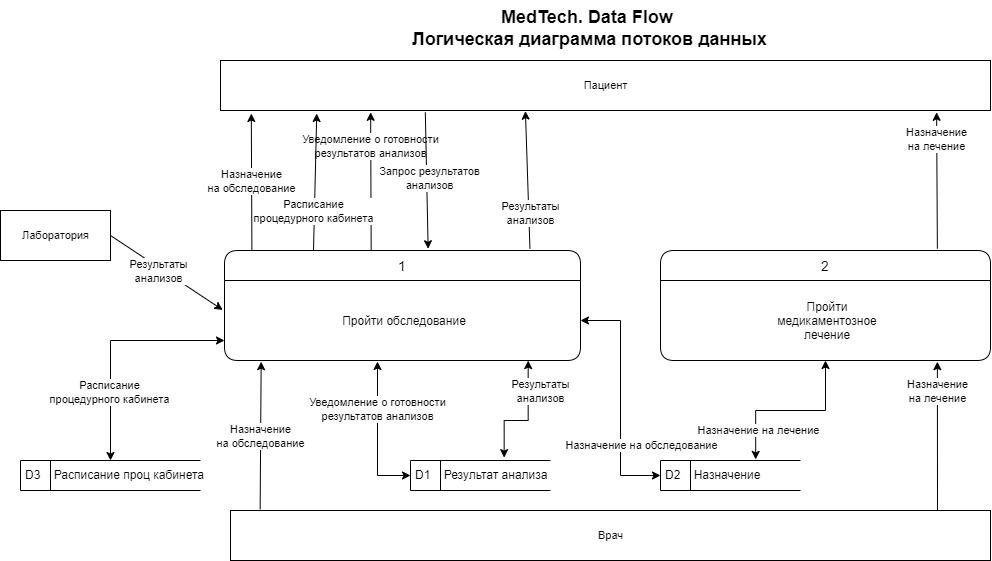 MedTech. Data Flow
Логическая диаграмма потоков данных
Пациент
Уведомление о готовности
результатов анализов
Назначение
на лечение
Запрос результатов
анализов
Назначение
на обследование
Расписание
процедурного кабинета
Результаты
анализов
Лаборатория
Результаты
анализов
1
Пройти обследование
2
Пройти
медикаментозное
лечение
Расписание
процедурного кабинета
Уведомление о готовности
результатов анализов
Результаты
анализов
Назначение
на лечение
Назначение
на обследование
Назначение на обследование
Назначение на лечение
D3
Расписание проц кабинета
D1
Результат анализа
D2
Назначение
Врач